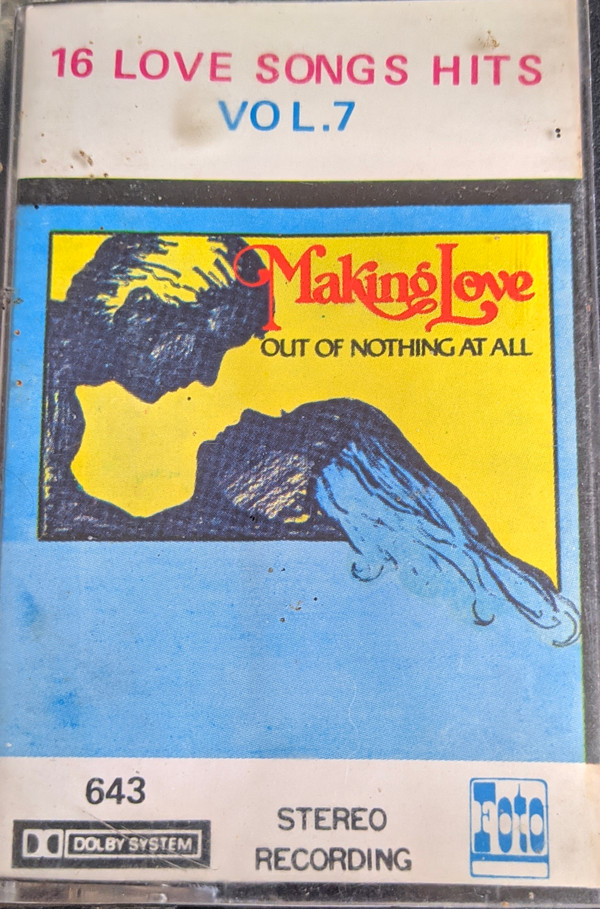 16 LOVE SONGS HITS
VOL.7
Making Love
OUT OF NOTHING AT ALL
643
DOLBY SYSTEM
STEREO
RECORDING
Foto